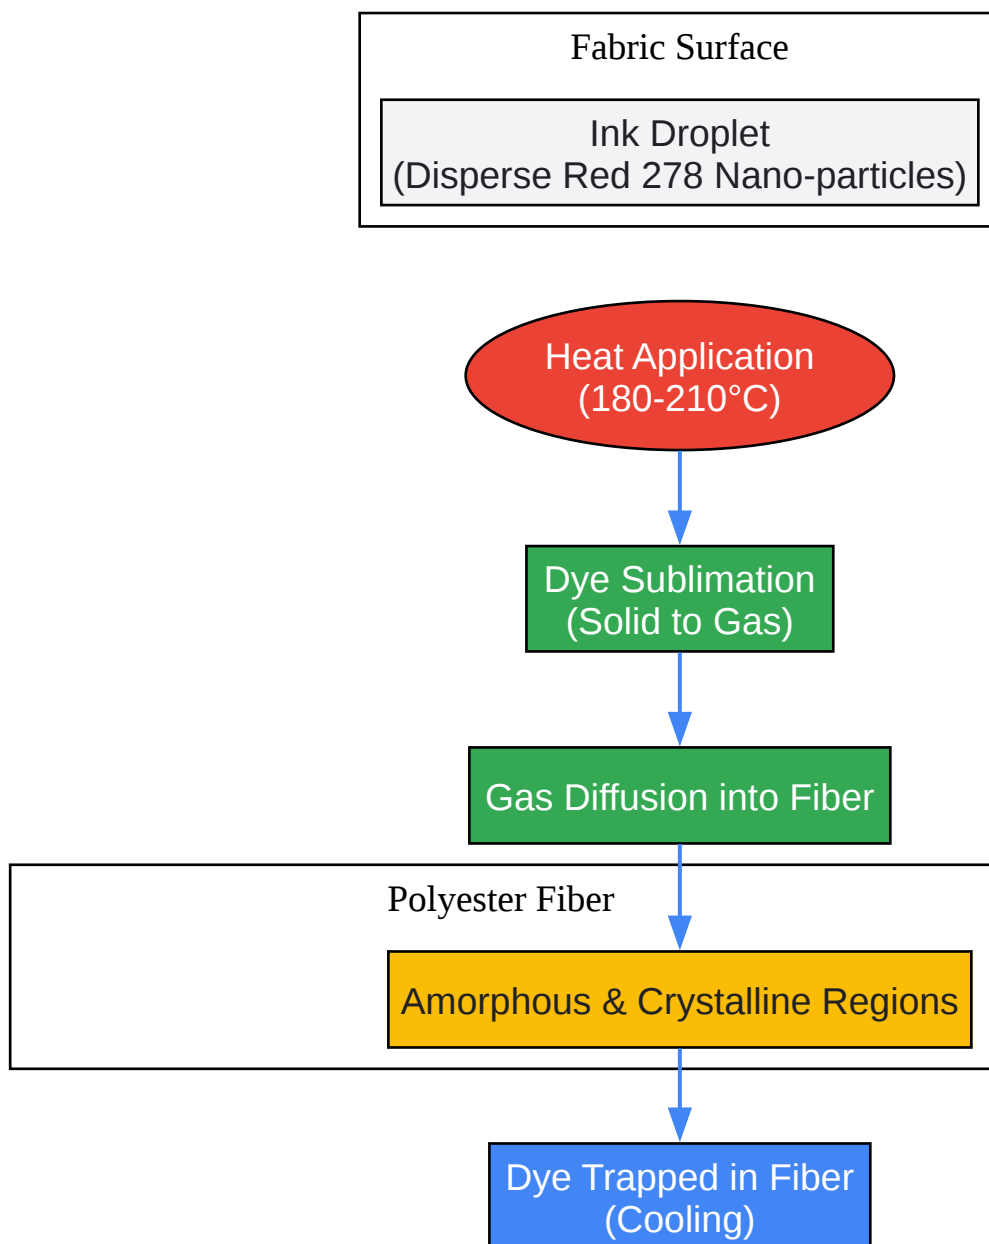 Fabric Surface
Ink Droplet
(Disperse Red 278 Nano-particles)
Heat Application
(180-210°C)
Dye Sublimation
(Solid to Gas)
Gas Diffusion into Fiber
Polyester Fiber
Amorphous & Crystalline Regions
Dye Trapped in Fiber
(Cooling)